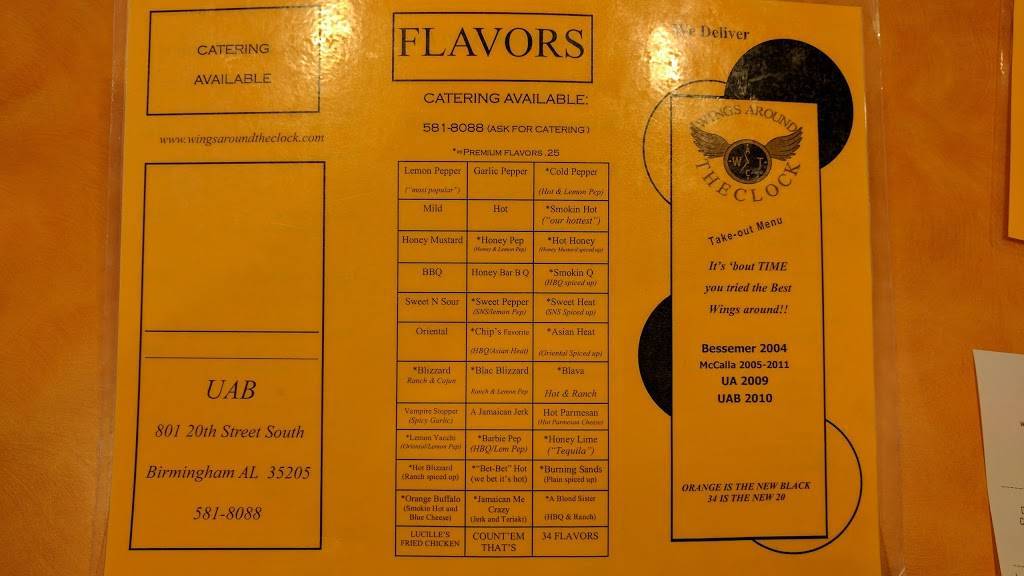 CATERING
AVAILABLE
www.wingsaroundtheclock.com
UAB
801 20th Street South
Birmingham AL 35205
581-8088
FLAVORS
CATERING AVAILABLE:
581-8088 (ASK FOR CATERING )
*=PREMIUM FLAVORS .25
Lemon Pepper
("most popular")
Garlic Pepper
*Cold Pepper
(Hot & Lemon Pep)
Mild
Hot
*Smokin Hot
("our hottest")
Honey Mustard
*Honey Pep
(Honey & Lemon Pep)
*Hot Honey
(Honey Mustard spiced up)
BBQ
Honey Bar B Q
*Smokin Q
(HBQ spiced up)
Sweet N Sour
*Sweet Pepper
(SNS/lemon Pep)
*Sweet Heat
(SNS Spiced up)
Oriental
*Chip's Favorite
(HBQ/Asian Heat)
*Asian Heat
(Oriental Spiced up)
*Blizzard
Ranch & Cajun
*Blac Blizzard
Ranch & Lemon Pep
*Blava
Hot & Ranch
Vampire Stopper
(Spicy Garlic)
A Jamaican Jerk
Hot Parmesan
(Hot Parmesan Cheese)
*Lemon Yacchi
(Oriental/Lemon Pep)
*Barbie Pep
(HBQ/Lem Pep)
*Honey Lime
("Tequila")
*Hot Blizzard
(Ranch spiced up)
*"Bet-Bet" Hot
(we bet it's hot)
*Burning Sands
(Plain spiced up)
*Orange Buffalo
(Smokin Hot and
Blue Cheese)
*Jamaican Me
Crazy
(Jerk and Teriaki)
*A Blond Sister
(HBQ & Ranch)
LUCILLE'S
FRIED CHICKEN
COUNT'EM
THAT'S
34 FLAVORS
We Deliver
WINGS AROUND
THE CLOCK
Take-out Menu
It's 'bout TIME
you tried the Best
Wings around!!
Bessemer 2004
McCalla 2005-2011
UA 2009
UAB 2010
ORANGE IS THE NEW BLACK
34 IS THE NEW 20